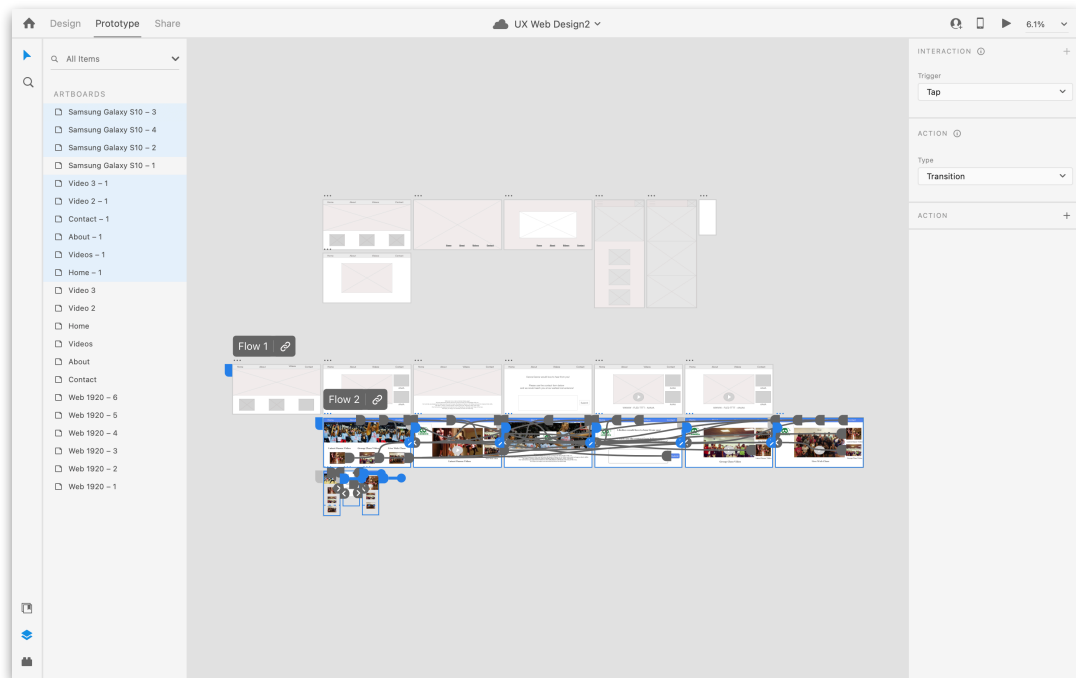 Design Prototype Share
UX Web Design2
6.1%
All Items
ARTBOARDS
Samsung Galaxy S10 – 3
Samsung Galaxy S10 – 4
Samsung Galaxy S10 – 2
Samsung Galaxy S10 – 1
Video 3 – 1
Video 2 – 1
Contact – 1
About – 1
Videos – 1
Home – 1
Video 3
Video 2
Home
Videos
About
Contact
Web 1920 – 6
Web 1920 – 5
Web 1920 – 4
Web 1920 – 3
Web 1920 – 2
Web 1920 – 1
Flow 1
Flow 2
INTERACTION
Trigger
Tap
ACTION
Type
Transition
ACTION